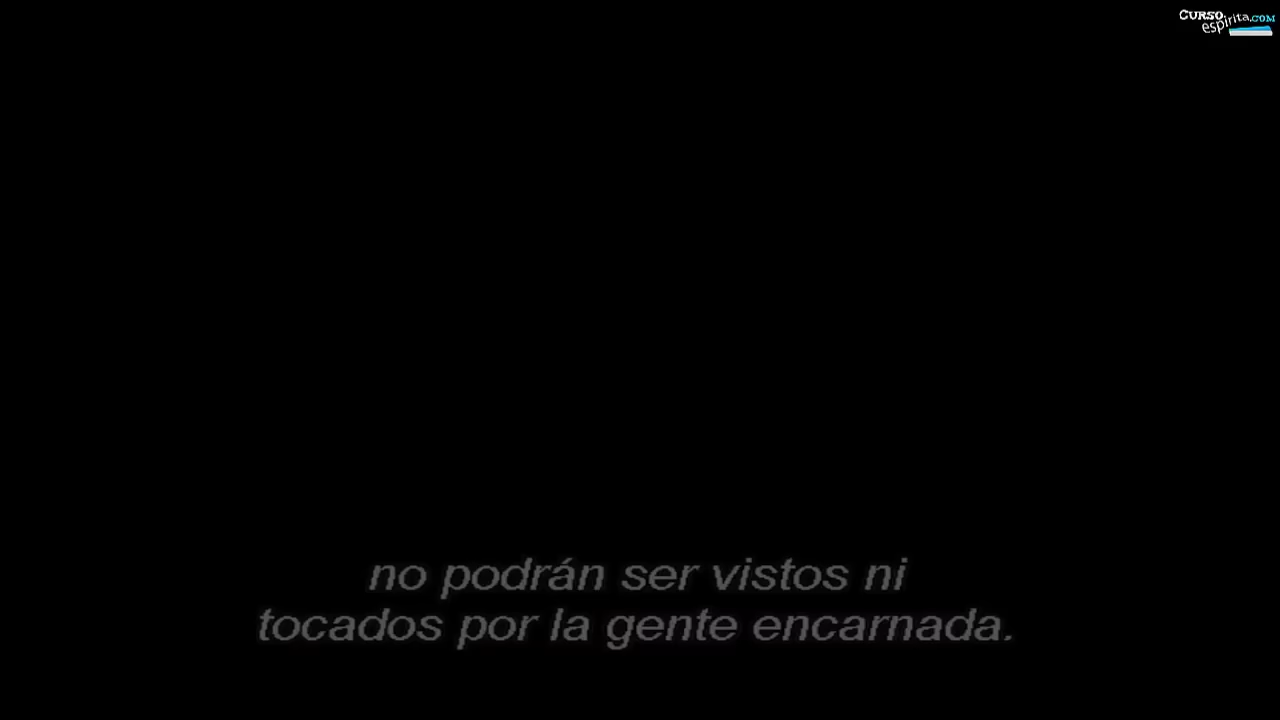 CURSO
espirita.COM
no podrán ser vistos ni
tocados por la gente encarnada.